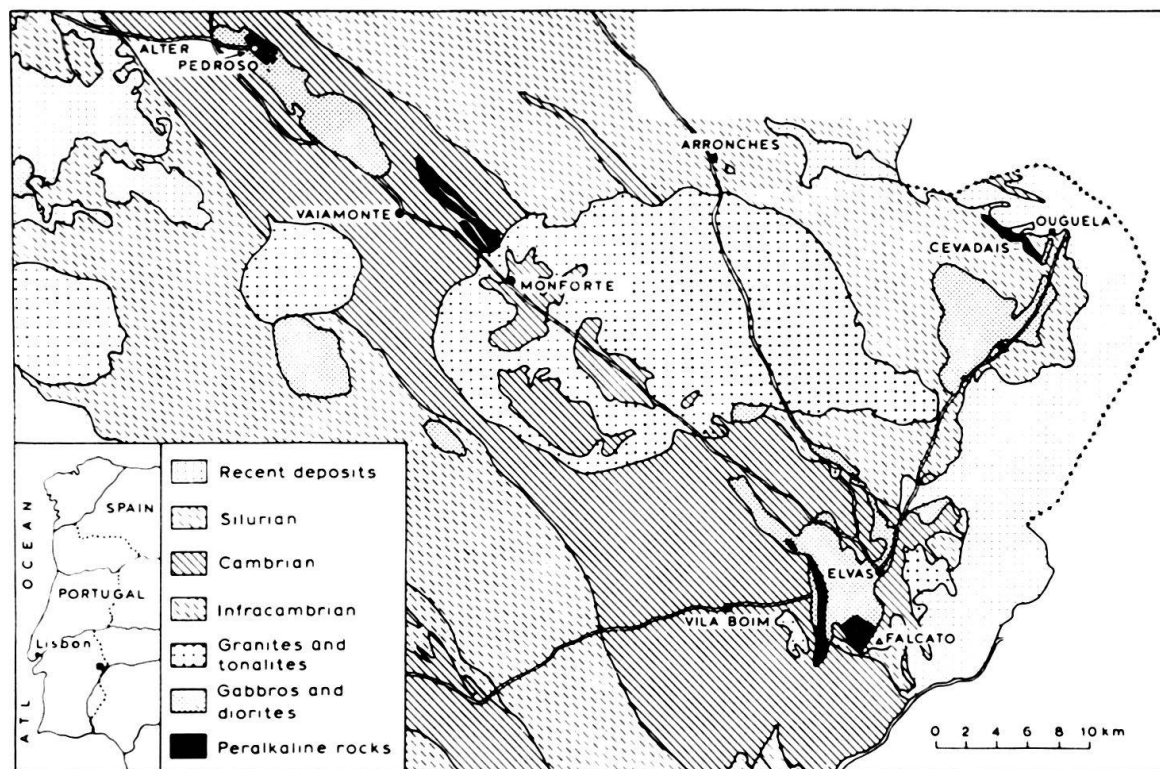 ALTER
PEDROSO
ARRONCHES
VAIAMONTE
OUGUELA
CEVADAIS
MONFORTE
ELVAS
VILA BOIM
FALCATO
0 2 4 6 8 10 km
ATL OCEAN
SPAIN
PORTUGAL
Lisbon
Recent deposits
Silurian
Cambrian
Infracambrian
Granites and
tonalites
Gabbros and
diorites
Peralkaline rocks